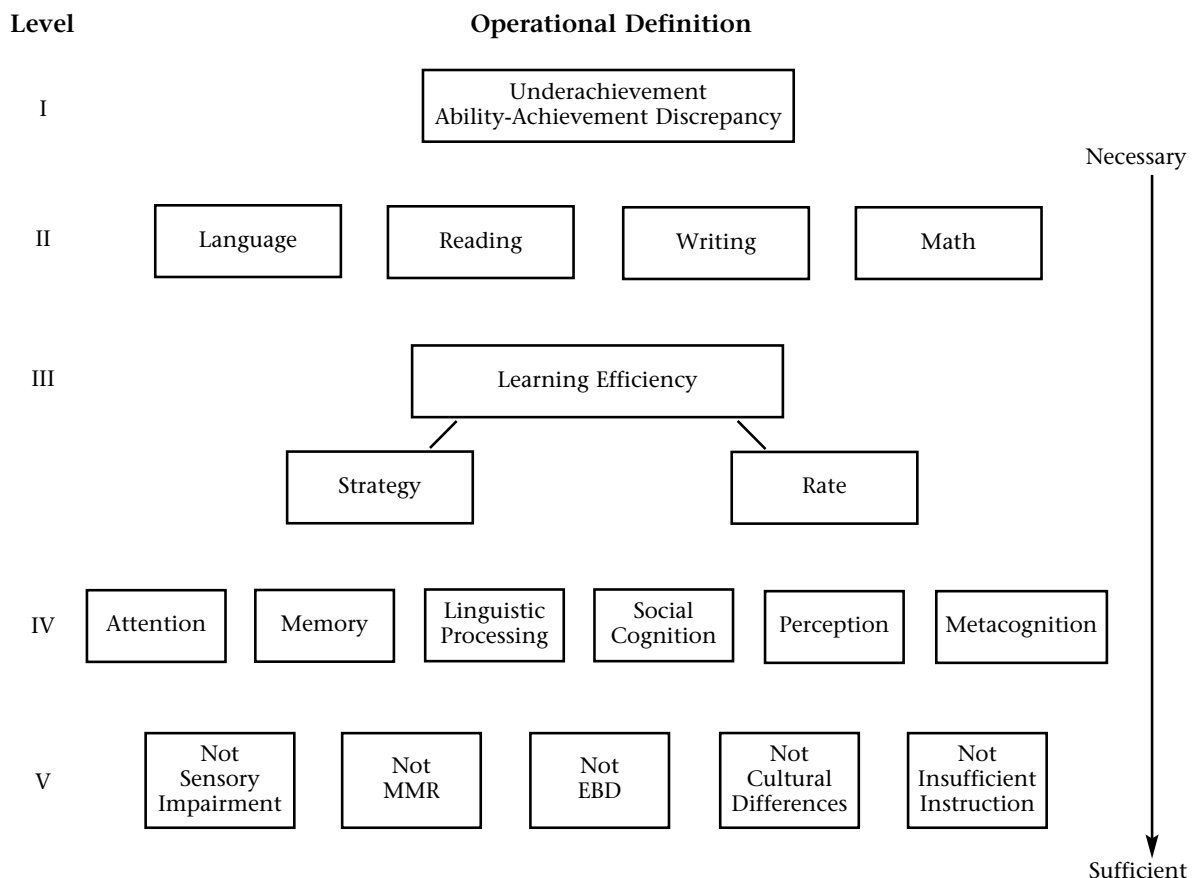 Level Operational Definition
I
Underachievement
Ability-Achievement Discrepancy
Necessary
II
Language
Reading
Writing
Math
III
Learning Efficiency
Strategy
Rate
IV
Attention
Memory
Linguistic
Processing
Social
Cognition
Perception
Metacognition
V
Not
Sensory
Impairment
Not
MMR
Not
EBD
Not
Cultural
Differences
Not
Insufficient
Instruction
Sufficient